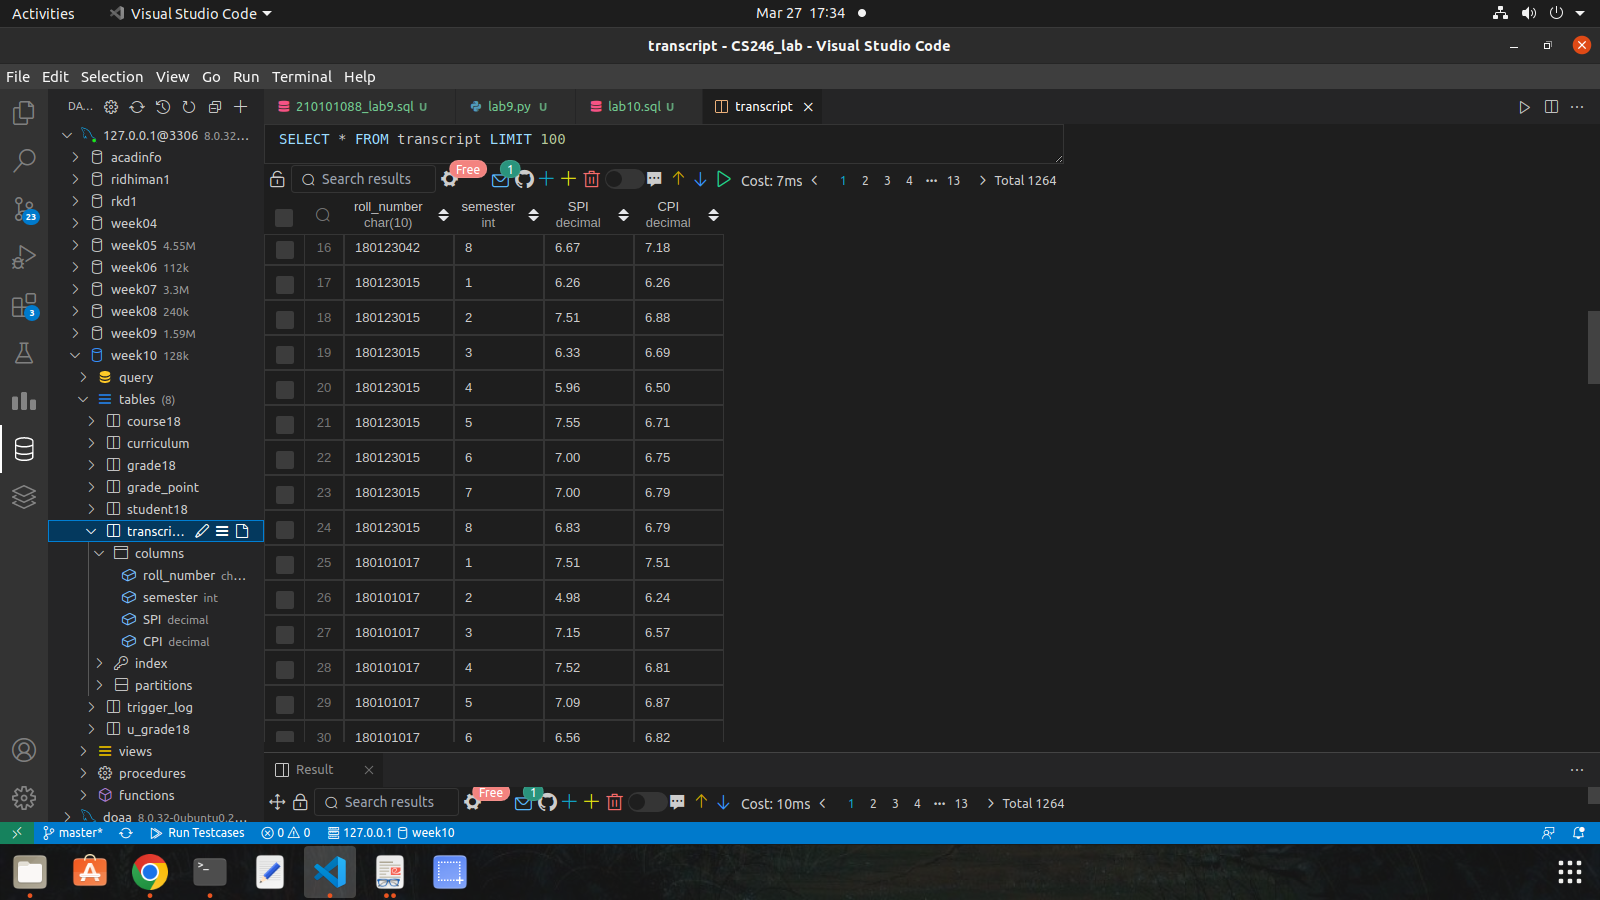 Activities
Visual Studio Code
Mar 27 17:34
transcript - CS246_lab - Visual Studio Code
File Edit Selection View Go Run Terminal Help
DA...
210101088_lab9.sql U
lab9.py U
lab10.sql U
transcript
SELECT * FROM transcript LIMIT 100
Search results
Free
1
Cost: 7ms
1 2 3 4 ••• 13
Total 1264
127.0.0.1@3306 8.0.32...
acadinfo
ridhiman1
rkd1
week04
week05 4.55M
week06 112k
week07 3.3M
week08 240k
week09 1.59M
week10 128k
query
tables (8)
course18
curriculum
grade18
grade_point
student18
transcri...
columns
roll_number ch...
semester int
SPI decimal
CPI decimal
index
partitions
trigger_log
u_grade18
views
procedures
functions
doaa 8.0.32-0ubuntu0.2...
23
3
roll_number semester SPI CPI
char(10) int decimal decimal
16 180123042 8 6.67 7.18
17 180123015 1 6.26 6.26
18 180123015 2 7.51 6.88
19 180123015 3 6.33 6.69
20 180123015 4 5.96 6.50
21 180123015 5 7.55 6.71
22 180123015 6 7.00 6.75
23 180123015 7 7.00 6.79
24 180123015 8 6.83 6.79
25 180101017 1 7.51 7.51
26 180101017 2 4.98 6.24
27 180101017 3 7.15 6.57
28 180101017 4 7.52 6.81
29 180101017 5 7.09 6.87
30 180101017 6 6.56 6.82
Result
Search results
Free
1
Cost: 10ms
1 2 3 4 ••• 13
Total 1264
master*
Run Testcases
0 0
127.0.0.1
week10